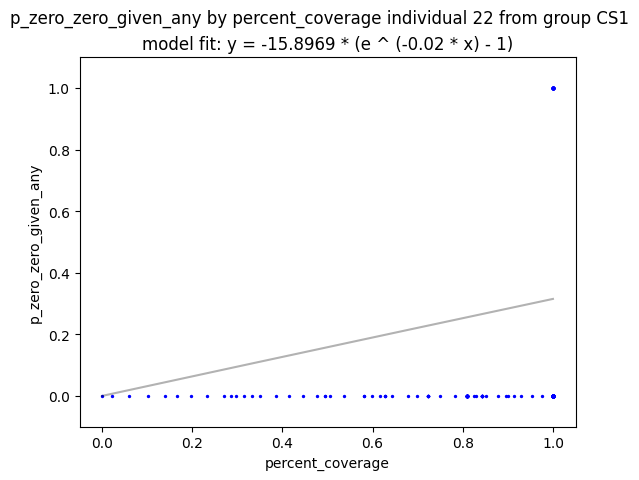 p_zero_zero_given_any by percent_coverage individual 22 from group CS1
model fit: y = -15.8969 * (e ^ (-0.02 * x) - 1)
1.0
0.8
0.6
0.4
0.2
0.0
p_zero_zero_given_any
0.0 0.2 0.4 0.6 0.8 1.0
percent_coverage